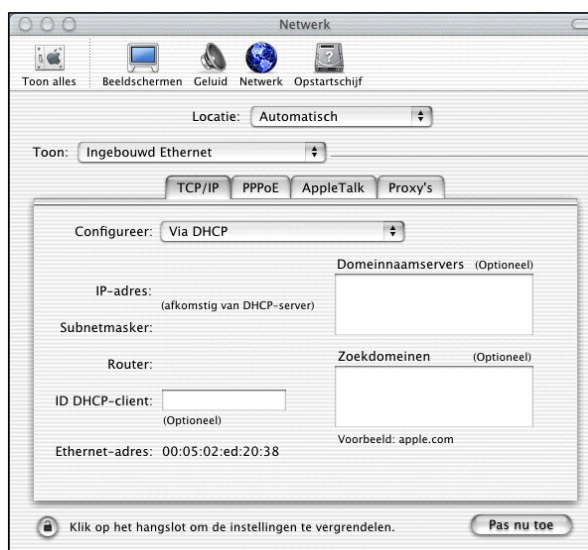 Netwerk
Toon alles
Beeldschermen
Geluid
Netwerk
Opstartschijf
Locatie: Automatisch
Toon: Ingebouwd Ethernet
TCP/IP
PPPoE
AppleTalk
Proxy's
Configureer: Via DHCP
Domeinnaamservers (Optioneel)
IP-adres:
(afkomstig van DHCP-server)
Subnetmasker:
Router:
Zoekdomeinen (Optioneel)
ID DHCP-client:
(Optioneel)
Voorbeeld: apple.com
Ethernet-adres: 00:05:02:ed:20:38
Klik op het hangslot om de instellingen te vergrendelen.
Pas nu toe